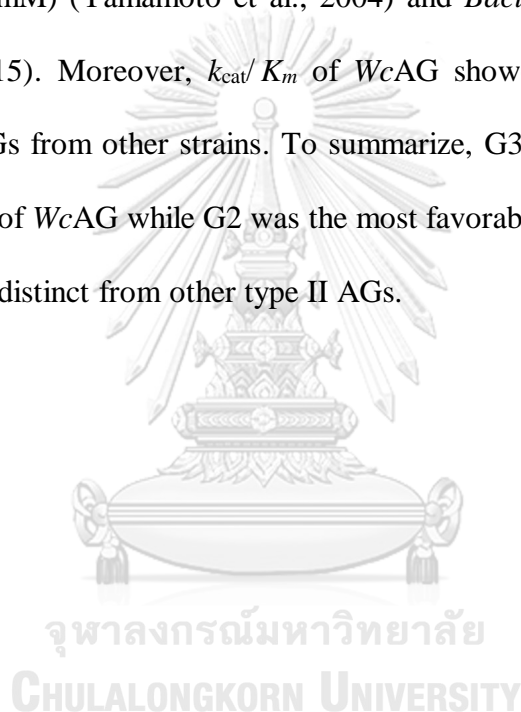 mM) (Yamamoto et al., 2004) and Baci
15). Moreover, kcat/ Km of WcAG show
Gs from other strains. To summarize, G3
of WcAG while G2 was the most favorab
distinct from other type II AGs.
จุฬาลงกรณ์มหาวิทยาลัย
CHULALONGKORN UNIVERSITY